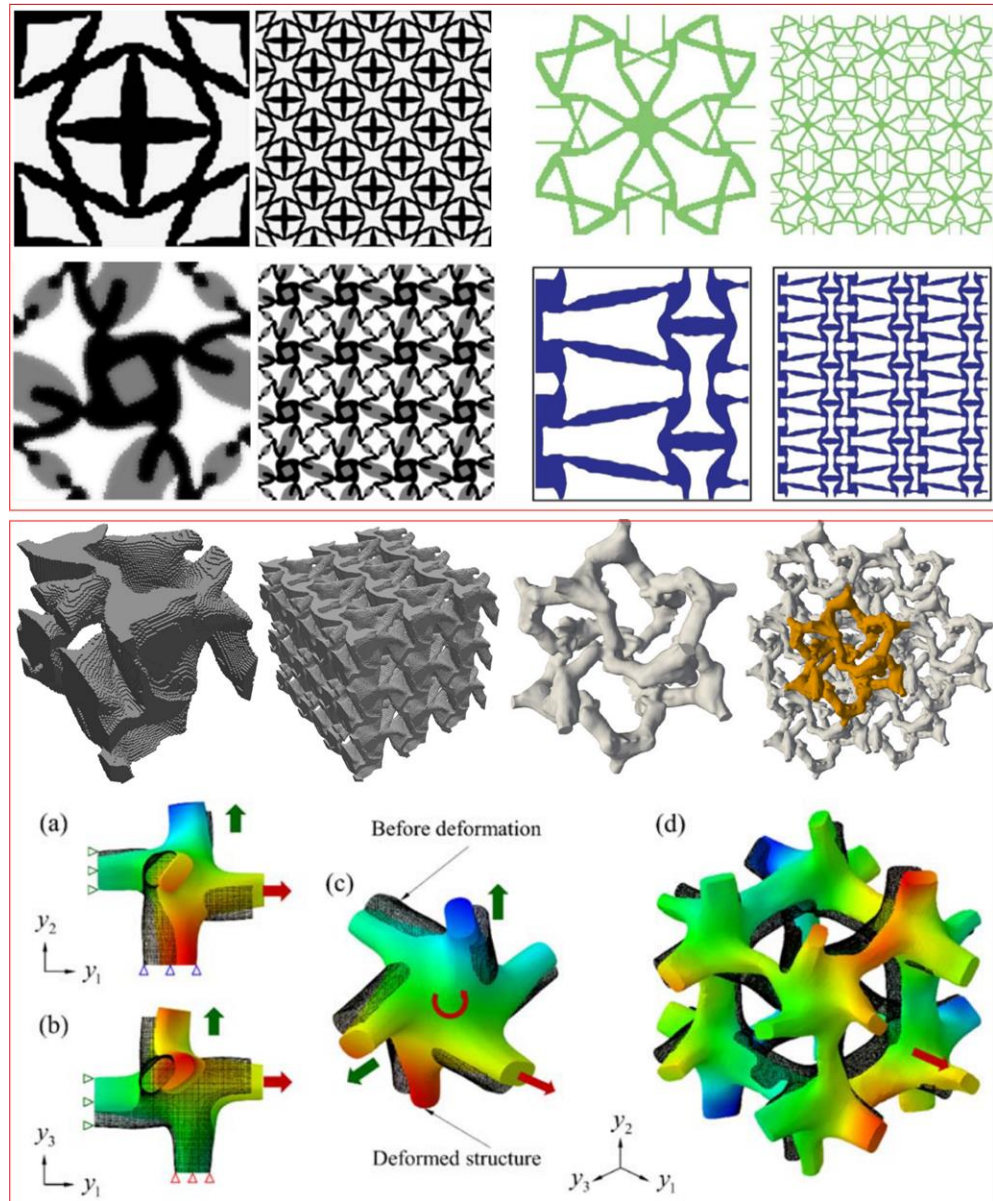 (a)
Before deformation
(d)
y2
y1
(c)
(b)
y3
y1
Deformed structure
y2
y3
y1